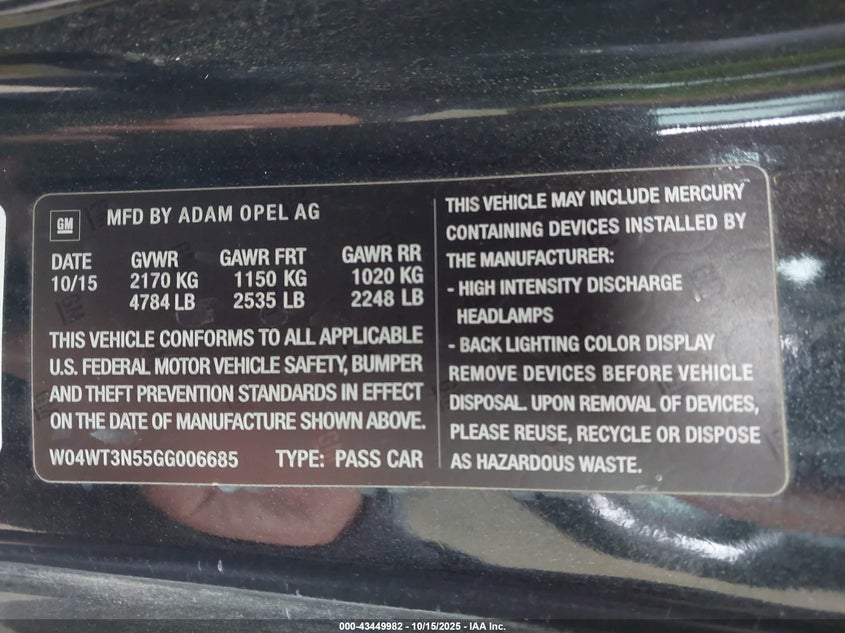 GM
MFD BY ADAM OPEL AG
DATE GVWR GAWR FRT GAWR RR
10/15 2170 KG 1150 KG 1020 KG
4784 LB 2535 LB 2248 LB
THIS VEHICLE CONFORMS TO ALL APPLICABLE
U.S. FEDERAL MOTOR VEHICLE SAFETY, BUMPER
AND THEFT PREVENTION STANDARDS IN EFFECT
ON THE DATE OF MANUFACTURE SHOWN ABOVE.
W04WT3N55GG006685 TYPE: PASS CAR
THIS VEHICLE MAY INCLUDE MERCURY
CONTAINING DEVICES INSTALLED BY
THE MANUFACTURER:
- HIGH INTENSITY DISCHARGE
HEADLAMPS
- BACK LIGHTING COLOR DISPLAY
REMOVE DEVICES BEFORE VEHICLE
DISPOSAL. UPON REMOVAL OF DEVICES,
PLEASE REUSE, RECYCLE OR DISPOSE
AS HAZARDOUS WASTE.
000-43449982 - 10/15/2025 - IAA Inc.